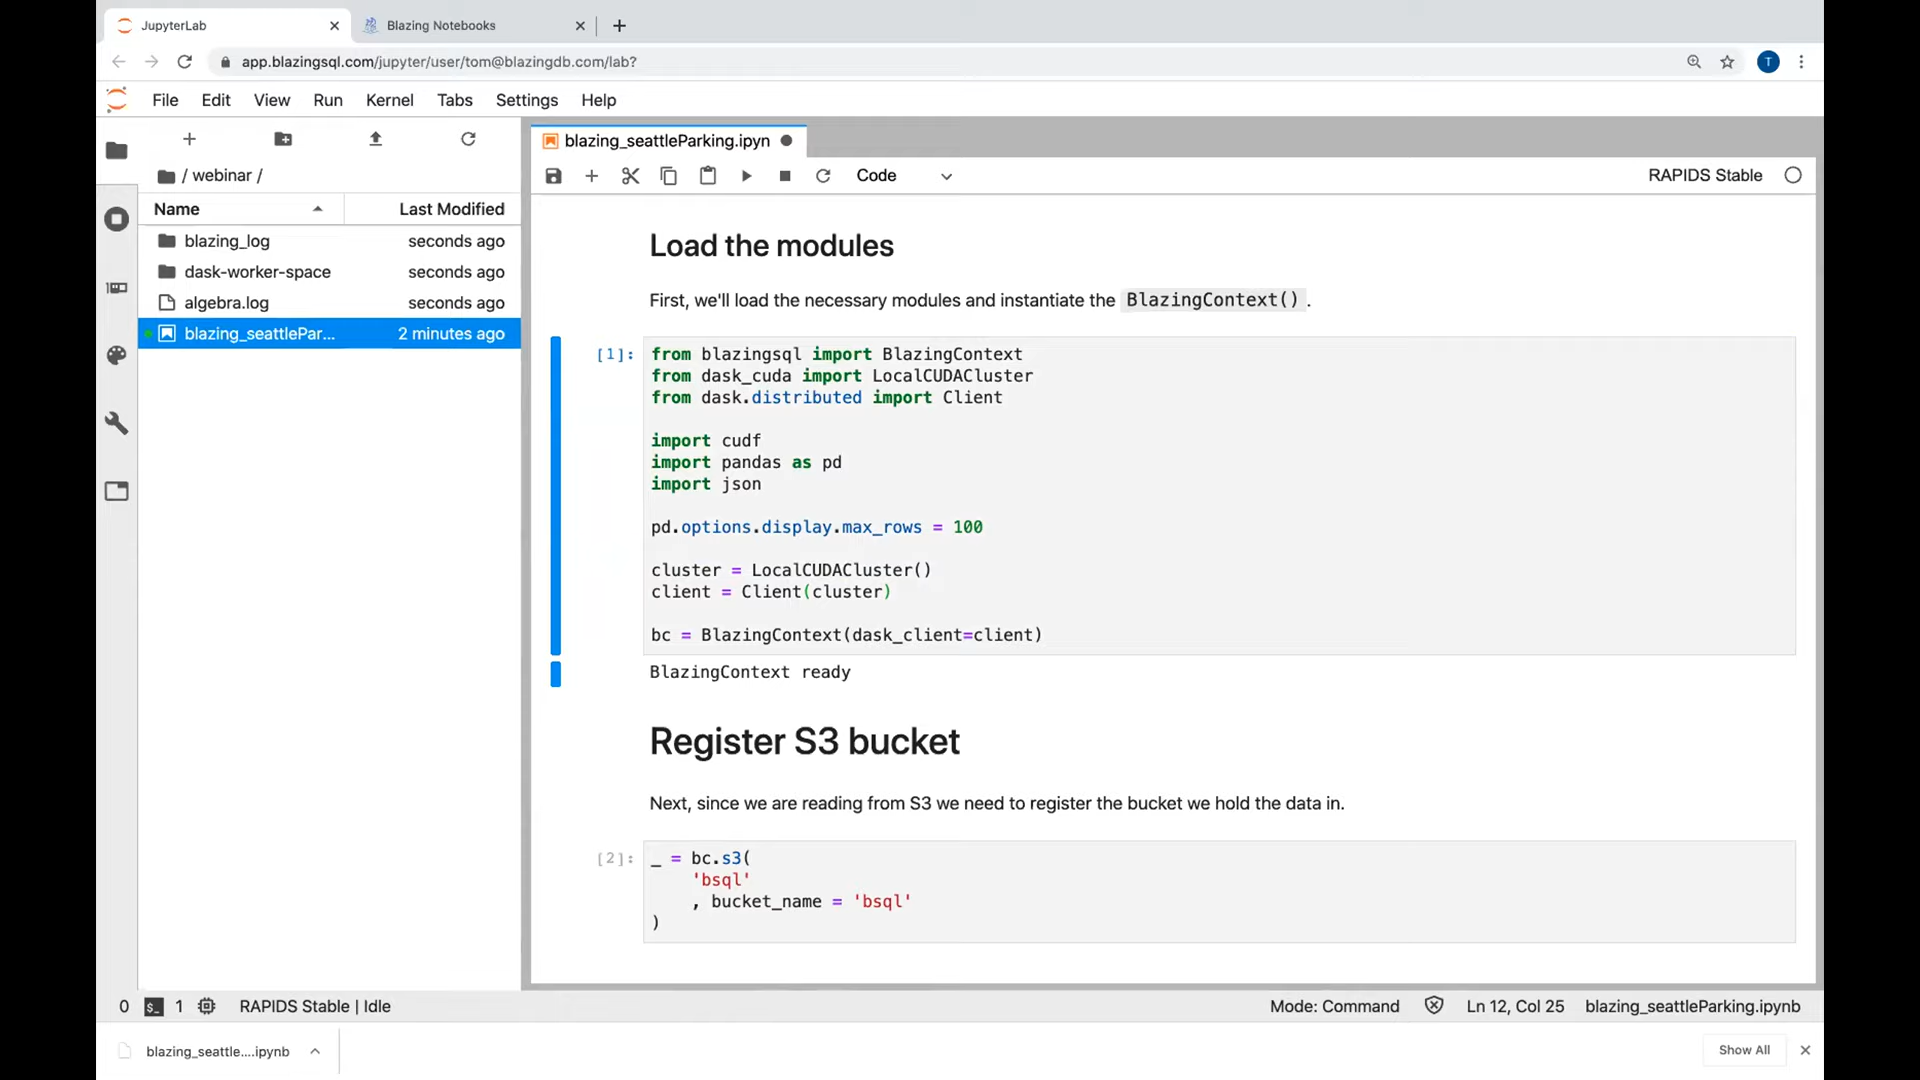 JupyterLab
Blazing Notebooks
app.blazingsql.com/jupyter/user/tom@blazingdb.com/lab?
T
File Edit View Run Kernel Tabs Settings Help
/ webinar /
Name Last Modified
blazing_log seconds ago
dask-worker-space seconds ago
algebra.log seconds ago
blazing_seattlePar... 2 minutes ago
blazing_seattleParking.ipyn
Code
RAPIDS Stable
Load the modules
First, we'll load the necessary modules and instantiate the BlazingContext() .
[1]:
from blazingsql import BlazingContext
from dask_cuda import LocalCUDACluster
from dask.distributed import Client
import cudf
import pandas as pd
import json
pd.options.display.max_rows = 100
cluster = LocalCUDACluster()
client = Client(cluster)
bc = BlazingContext(dask_client=client)
BlazingContext ready
Register S3 bucket
Next, since we are reading from S3 we need to register the bucket we hold the data in.
[2]:
_ = bc.s3(
'bsql'
, bucket_name = 'bsql'
)
0 $_ 1 RAPIDS Stable | Idle
Mode: Command Ln 12, Col 25 blazing_seattleParking.ipynb
blazing_seattle....ipynb
Show All